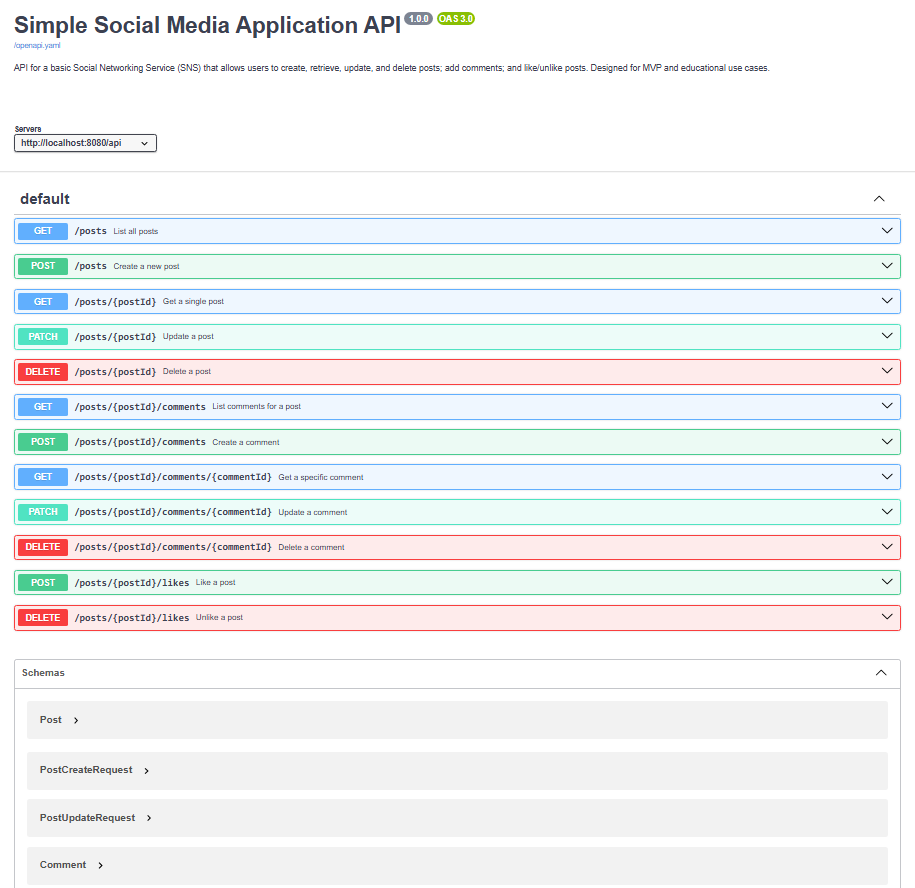 Simple Social Media Application API 1.0.0 OAS 3.0
/openapi.yaml
API for a basic Social Networking Service (SNS) that allows users to create, retrieve, update, and delete posts; add comments; and like/unlike posts. Designed for MVP and educational use cases.
Servers
http://localhost:8080/api
default
GET /posts List all posts
POST /posts Create a new post
GET /posts/{postId} Get a single post
PATCH /posts/{postId} Update a post
DELETE /posts/{postId} Delete a post
GET /posts/{postId}/comments List comments for a post
POST /posts/{postId}/comments Create a comment
GET /posts/{postId}/comments/{commentId} Get a specific comment
PATCH /posts/{postId}/comments/{commentId} Update a comment
DELETE /posts/{postId}/comments/{commentId} Delete a comment
POST /posts/{postId}/likes Like a post
DELETE /posts/{postId}/likes Unlike a post
Schemas
Post
PostCreateRequest
PostUpdateRequest
Comment